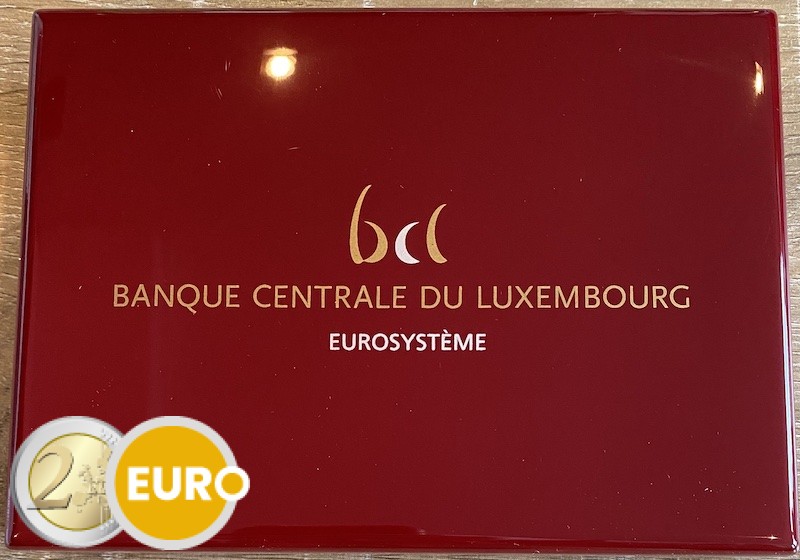 bcl
BANQUE CENTRALE DU LUXEMBOURG
EUROSYSTÈME
2 EURO